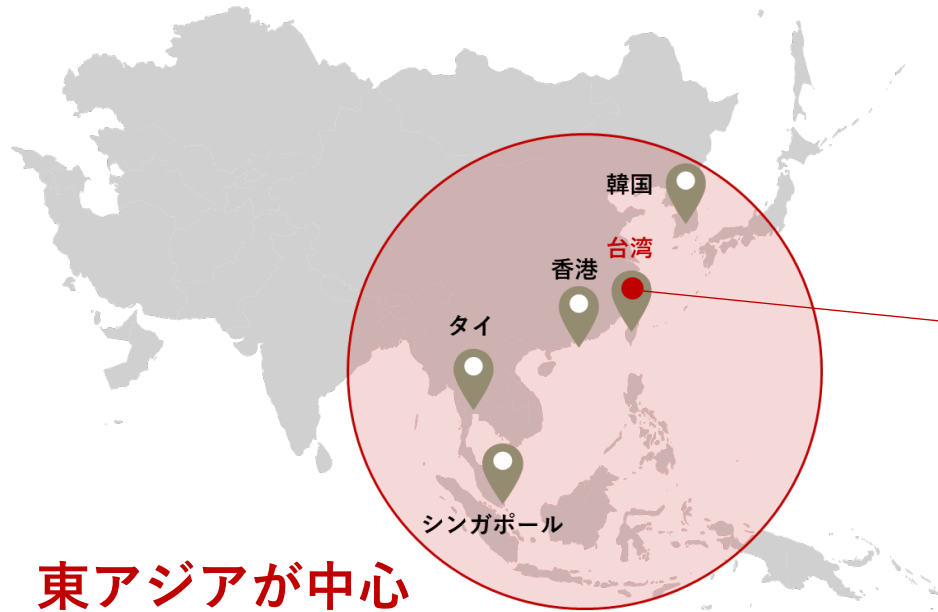 韓国
台湾
香港
タイ
シンガポール
東アジアが中心